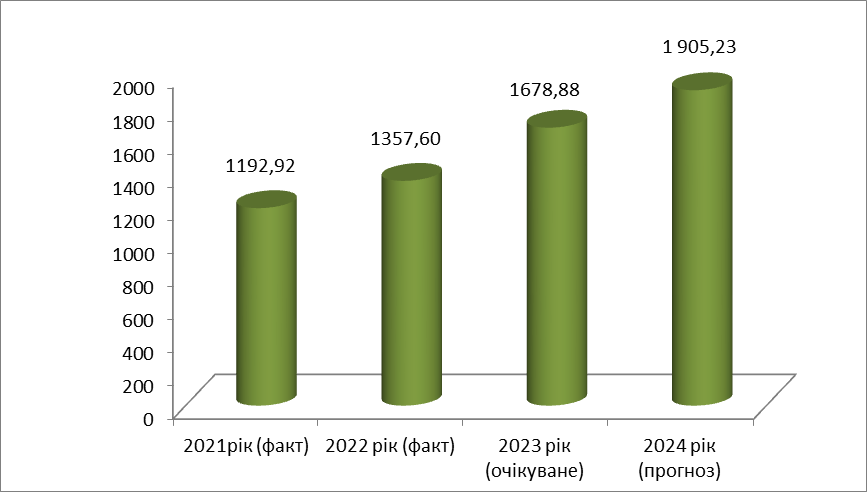 1 905,23
1678,88
1357,60
1192,92
2000
1800
1600
1400
1200
1000
800
600
400
200
0
2021рік (факт)
2022 рік (факт)
2023 рік
(очікуване)
2024 рік
(прогноз)